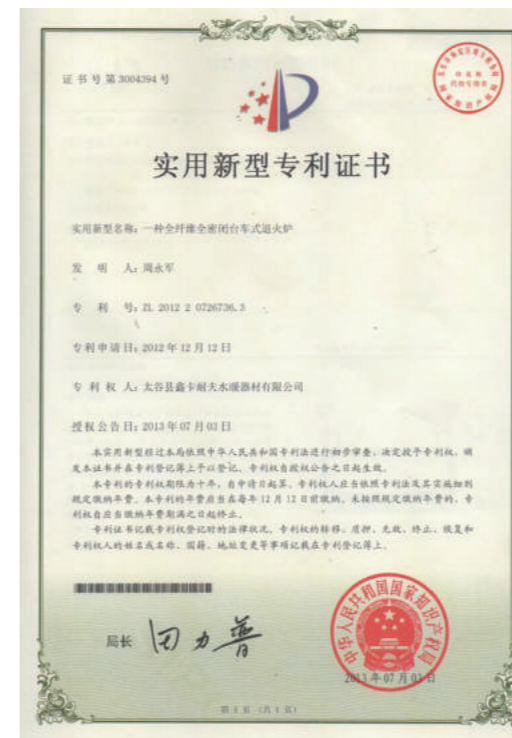 证书号第3004394号
实用新型专利证书
实用新型名称：一种全纤维全密闭台车式退火炉
发 明 人：周永军
专 利 号：ZL 2012 2 0726736.3
专利申请日：2012年12月12日
专 利 权 人：太谷县鑫卡耐夫水暖器材有限公司
授权公告日：2013年07月03日
本实用新型经过本局依照中华人民共和国专利法进行初步审查，决定授予专利权，颁
发本证书并在专利登记簿上予以登记。专利权自授权公告之日起生效。
本专利的专利权期限为十年，自申请日起算。专利权人应当依照专利法及其实施细则
规定缴纳年费。本专利的年费应当在每年12月12日前缴纳。未按照规定缴纳年费的，专
利权自应当缴纳年费期满之日起终止。
专利证书记载专利权登记时的法律状况。专利权的转移、质押、无效、终止、恢复和
专利权人的姓名或名称、国籍、地址变更等事项记载在专利登记簿上。
局长 田力普
中华人民共和国国家知识产权局
2013年07月03日
第1页（共1页）